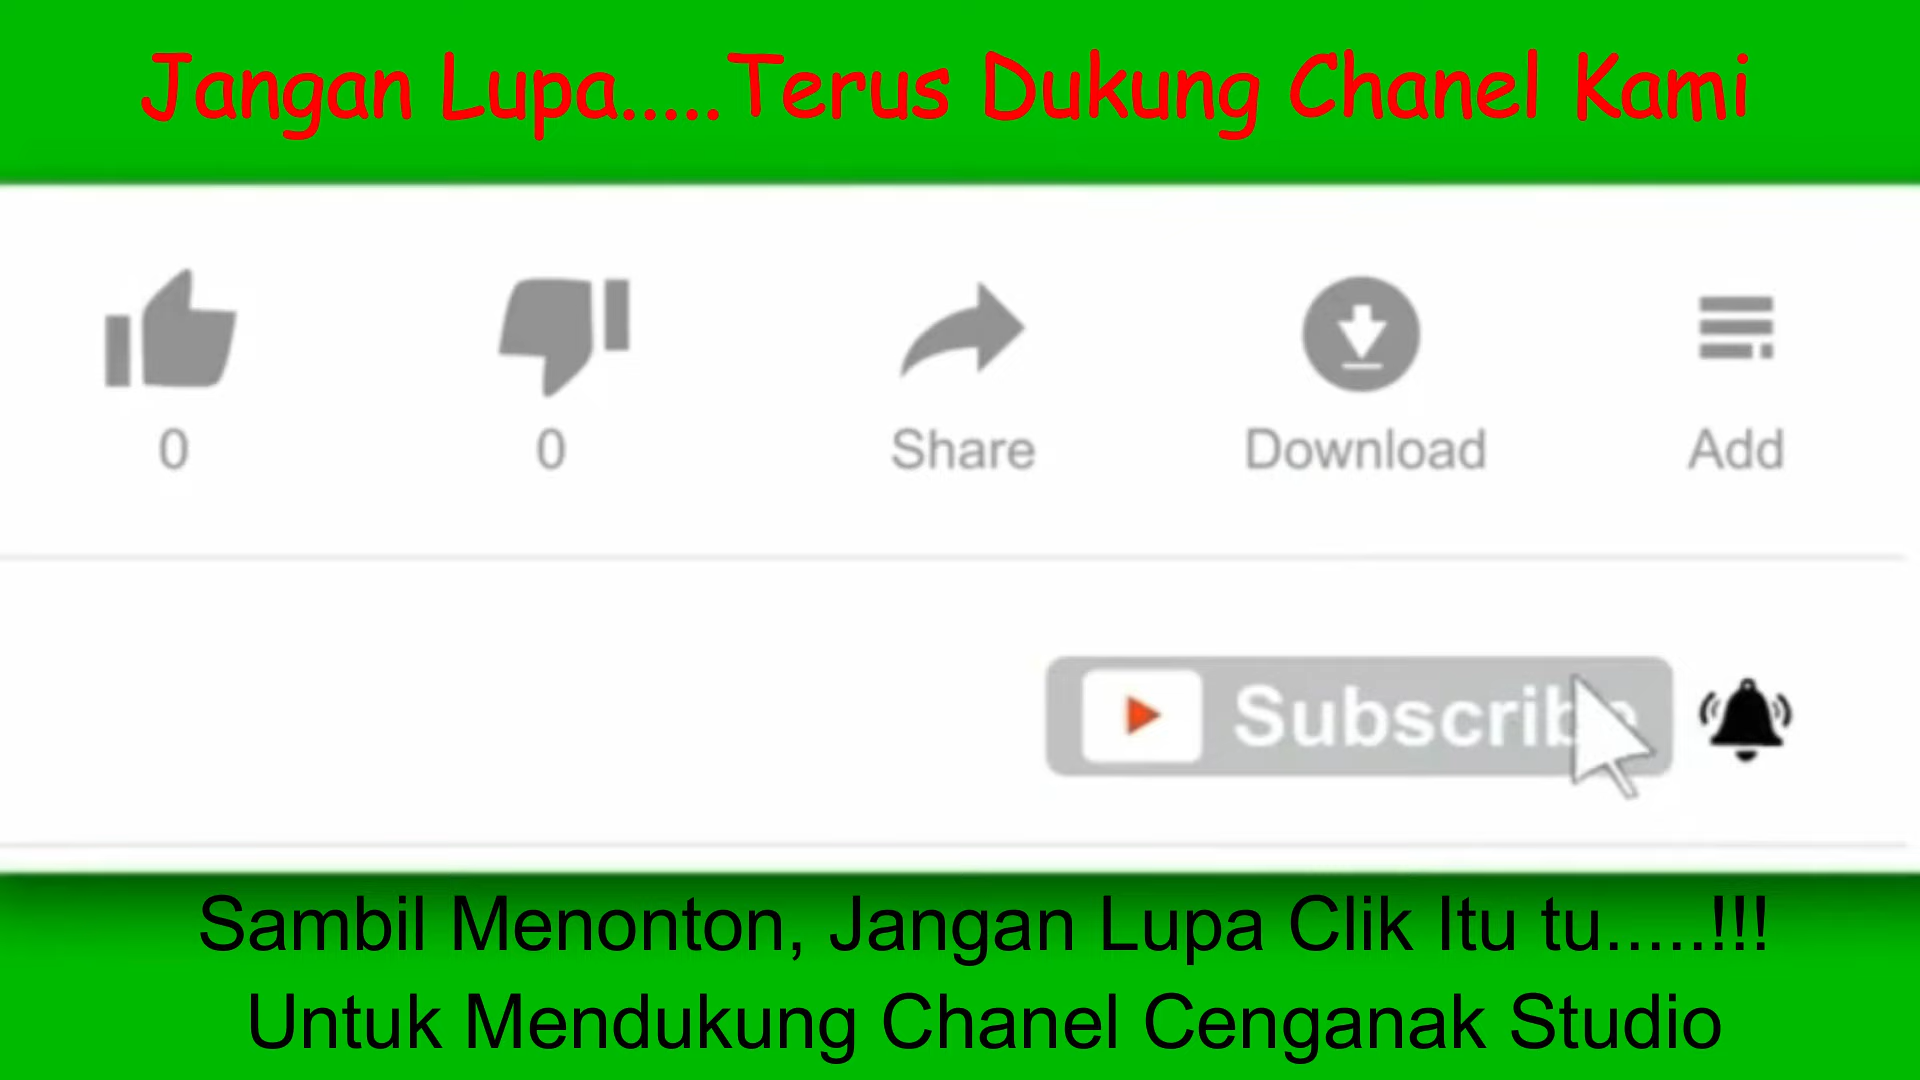 Jangan Lupa.....Terus Dukung Chanel Kami
0 0 Share Download Add
Subscribe
Sambil Menonton, Jangan Lupa Clik Itu tu.....!!!
Untuk Mendukung Chanel Cenganak Studio